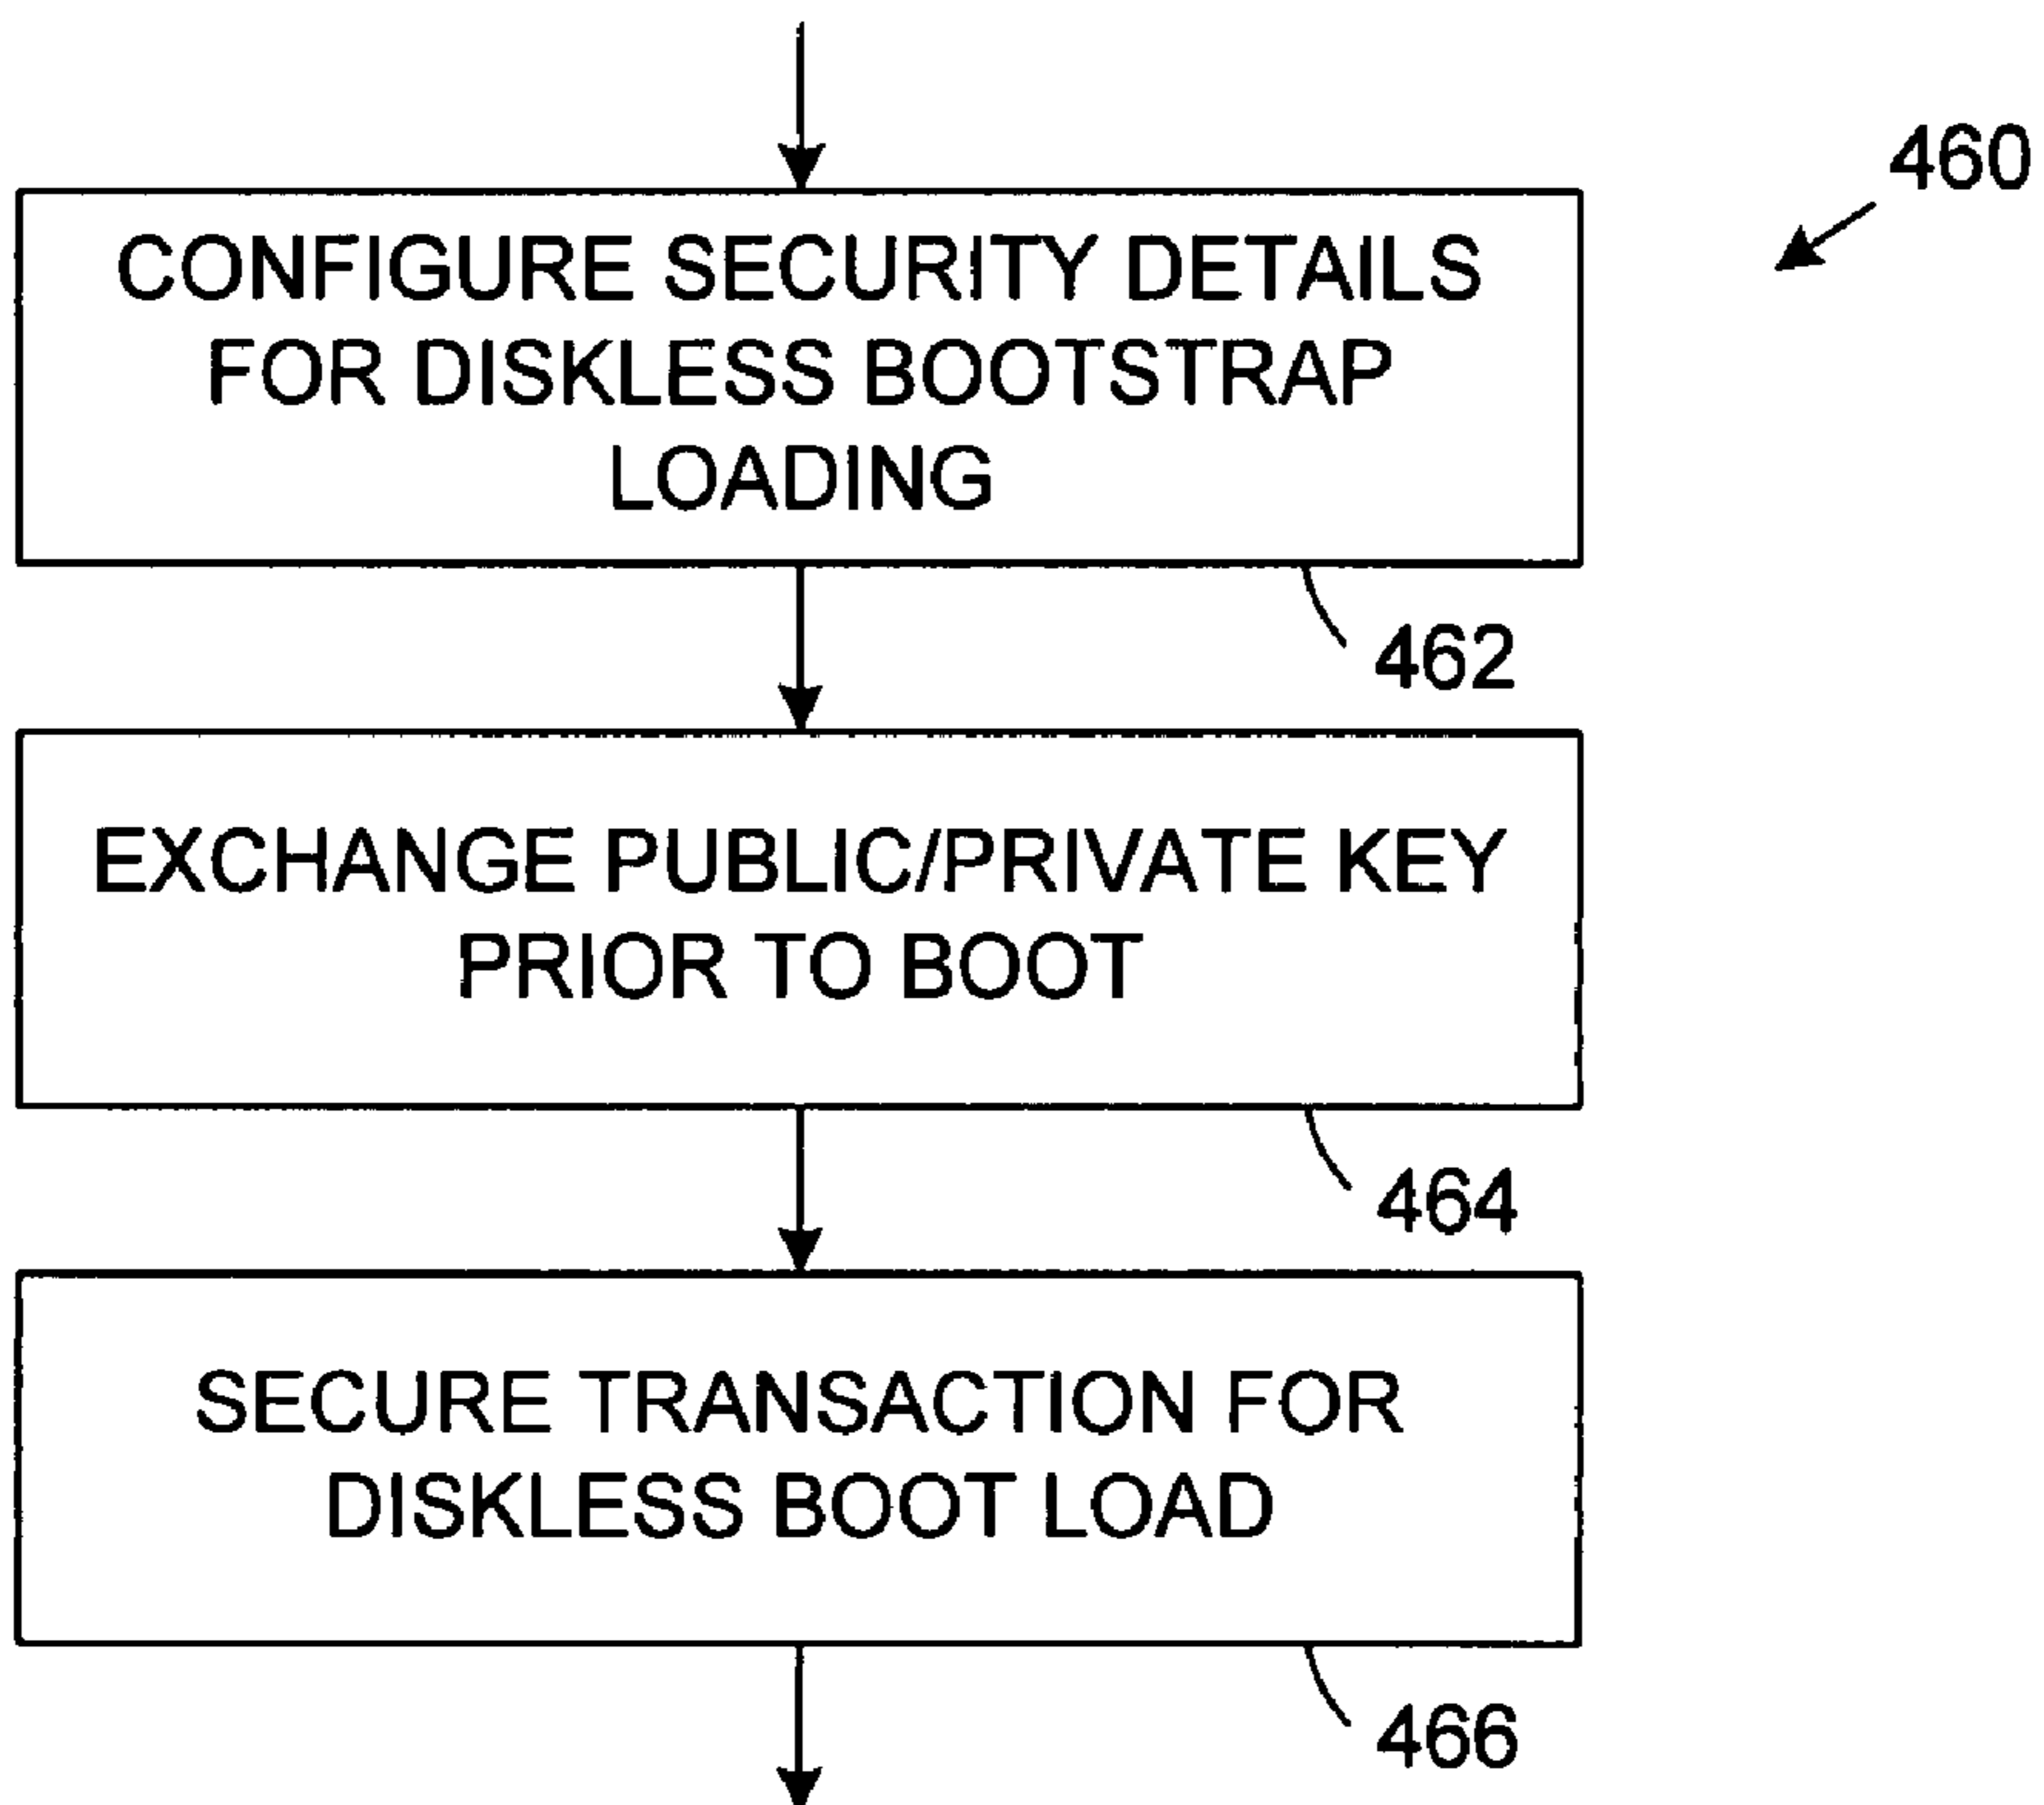 460
CONFIGURE SECURITY DETAILS
FOR DISKLESS BOOTSTRAP
LOADING
462
EXCHANGE PUBLIC/PRIVATE KEY
PRIOR TO BOOT
464
SECURE TRANSACTION FOR
DISKLESS BOOT LOAD
466